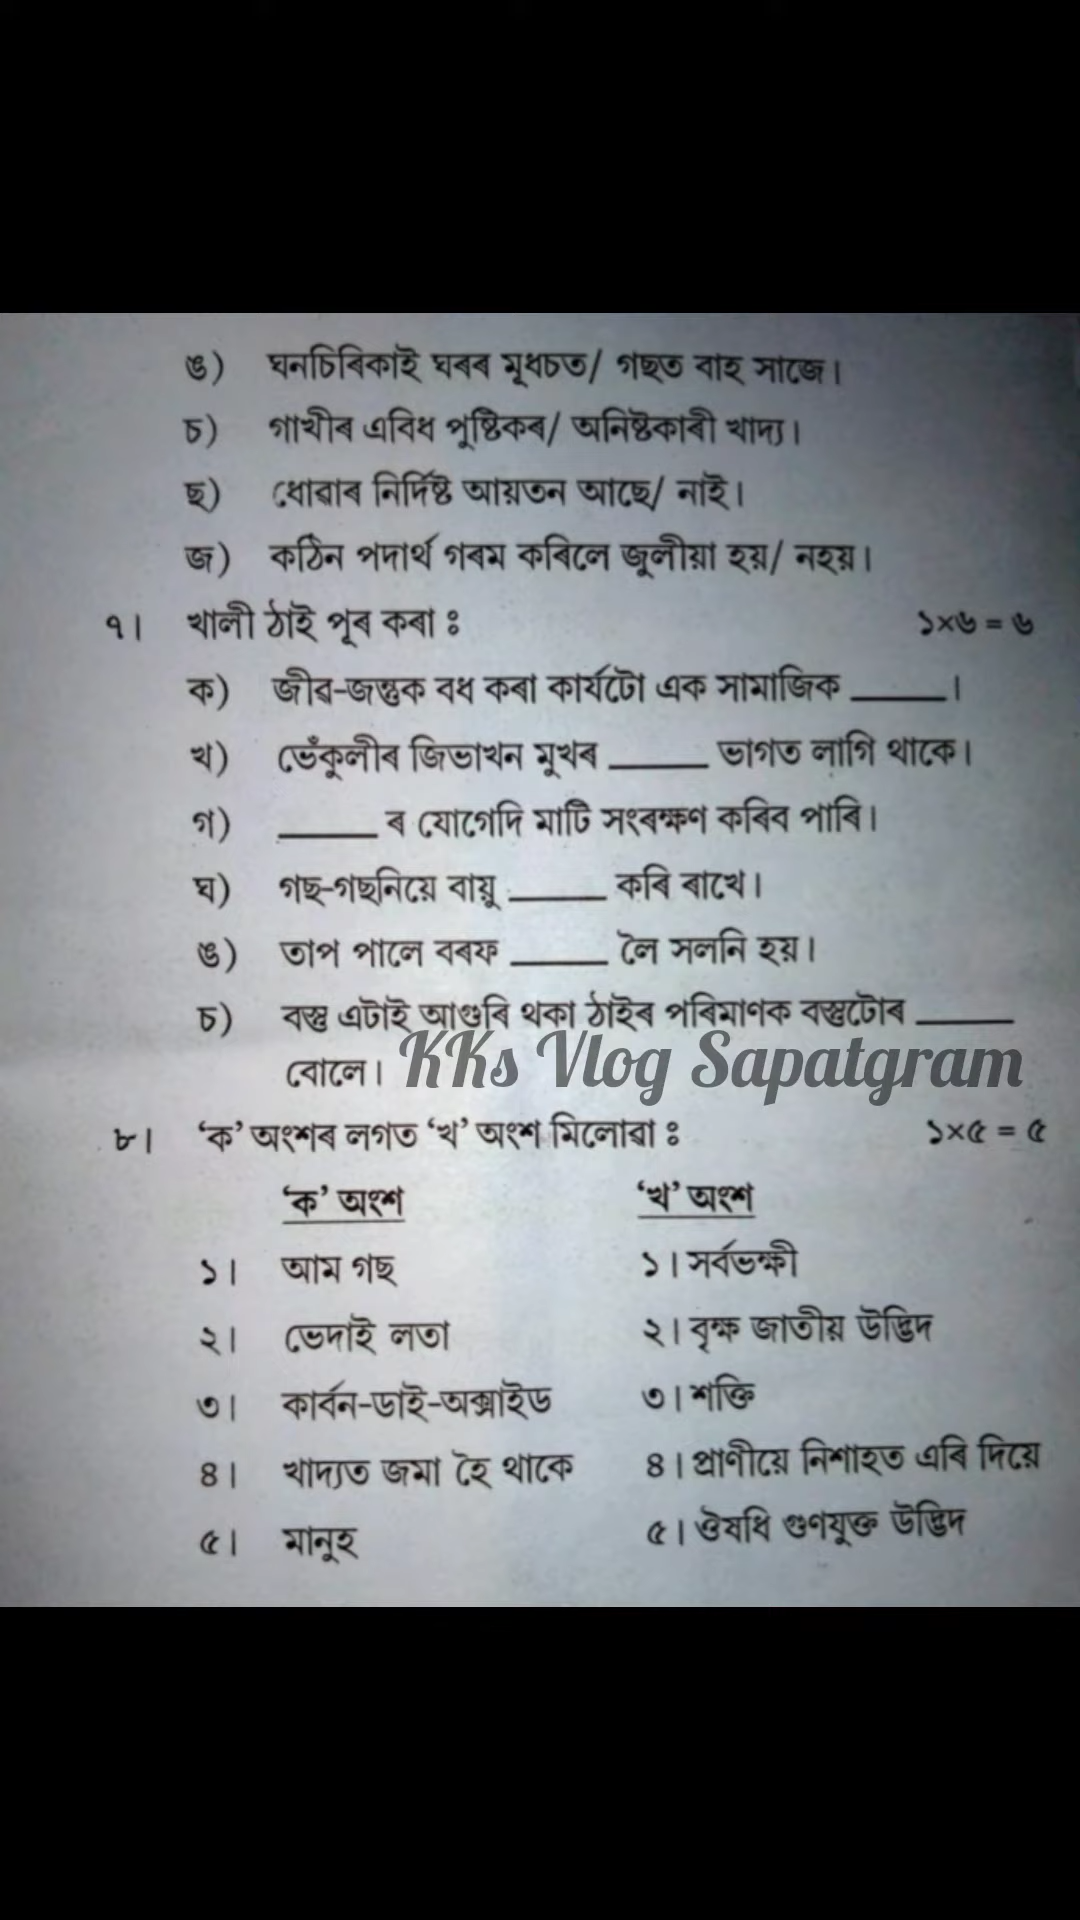 ঙ) ঘনচিৰিকাই ঘৰৰ মূধচত/ গছত বাহ সাজে।
চ) গাখীৰ এবিধ পুষ্টিকৰ/ অনিষ্টকাৰী খাদ্য।
ছ) ধোৱাৰ নিৰ্দিষ্ট আয়তন আছে/ নাই।
জ) কঠিন পদাৰ্থ গৰম কৰিলে জুলীয়া হয়/ নহয়।
৭। খালী ঠাই পূৰ কৰা ঃ ১×৬ = ৬
ক) জীৱ-জন্তুক বধ কৰা কাৰ্যটো এক সামাজিক ______।
খ) ভেঁকুলীৰ জিভাখন মুখৰ ______ ভাগত লাগি থাকে।
গ) ______ ৰ যোগেদি মাটি সংৰক্ষণ কৰিব পাৰি।
ঘ) গছ-গছনিয়ে বায়ু ______ কৰি ৰাখে।
ঙ) তাপ পালে বৰফ ______ লৈ সলনি হয়।
চ) বস্তু এটাই আগুৰি থকা ঠাইৰ পৰিমাণক বস্তুটোৰ ______
বোলে। KKs Vlog Sapatgram
৮। ‘ক’ অংশৰ লগত ‘খ’ অংশ মিলোৱা ঃ ১×৫ = ৫
‘ক’ অংশ ‘খ’ অংশ
১। আম গছ ১। সৰ্বভক্ষী
২। ভেদাই লতা ২। বৃক্ষ জাতীয় উদ্ভিদ
৩। কাৰ্বন-ডাই-অক্সাইড ৩। শক্তি
৪। খাদ্যত জমা হৈ থাকে ৪। প্ৰাণীয়ে নিশাহত এৰি দিয়ে
৫। মানুহ ৫। ঔষধি গুণযুক্ত উদ্ভিদ